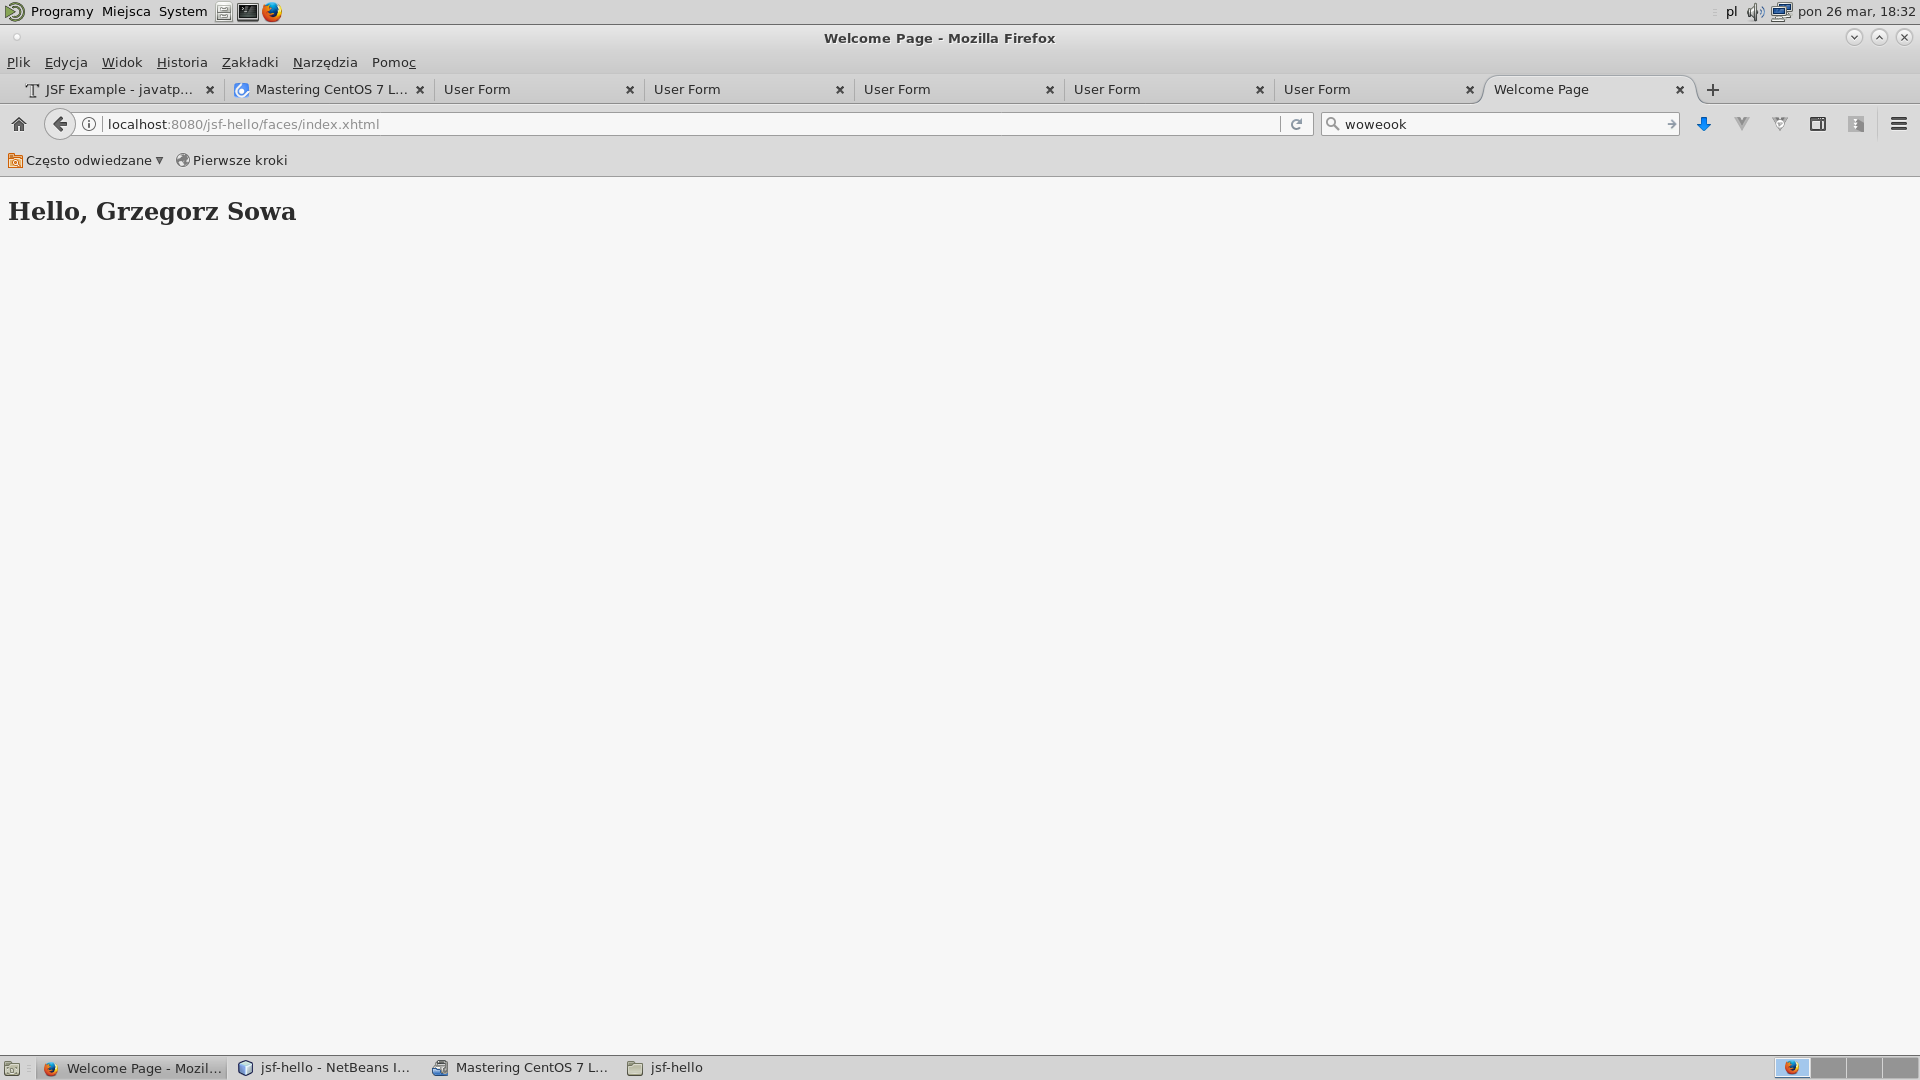 Programy Miejsca System pl pon 26 mar, 18:32
Welcome Page - Mozilla Firefox
Plik Edycja Widok Historia Zakładki Narzędzia Pomoc
JSF Example - javatp... Mastering CentOS 7 L... User Form User Form User Form User Form User Form Welcome Page
localhost:8080/jsf-hello/faces/index.xhtml woweook
Często odwiedzane Pierwsze kroki
Hello, Grzegorz Sowa
Welcome Page - Mozil... jsf-hello - NetBeans I... Mastering CentOS 7 L... jsf-hello